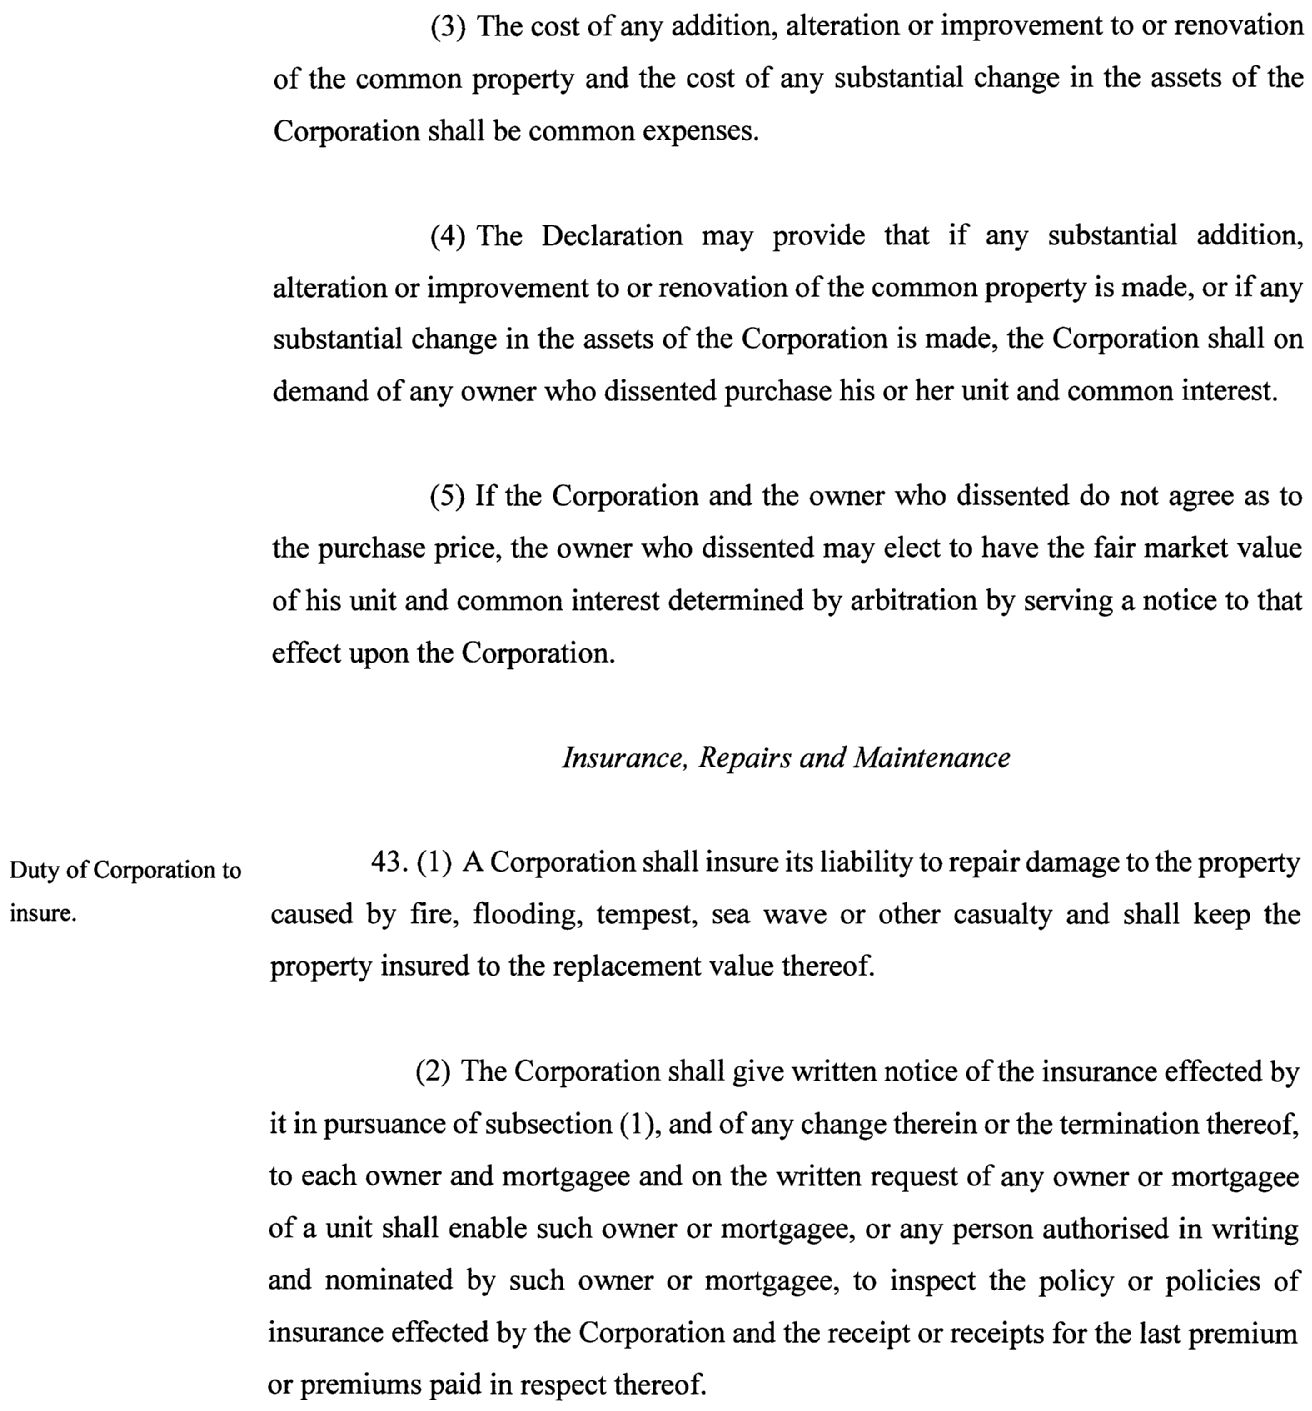 (3) The cost of any addition, alteration or improvement to or renovation
of the common property and the cost of any substantial change in the assets of the
Corporation shall be common expenses.
(4) The Declaration may provide that if any substantial addition,
alteration or improvement to or renovation of the common property is made, or if any
substantial change in the assets of the Corporation is made, the Corporation shall on
demand of any owner who dissented purchase his or her unit and common interest.
(5) If the Corporation and the owner who dissented do not agree as to
the purchase price, the owner who dissented may elect to have the fair market value
of his unit and common interest determined by arbitration by serving a notice to that
effect upon the Corporation.
Insurance, Repairs and Maintenance
Duty of Corporation to
insure.
43. (1) A Corporation shall insure its liability to repair damage to the property
caused by fire, flooding, tempest, sea wave or other casualty and shall keep the
property insured to the replacement value thereof.
(2) The Corporation shall give written notice of the insurance effected by
it in pursuance of subsection (1), and of any change therein or the termination thereof,
to each owner and mortgagee and on the written request of any owner or mortgagee
of a unit shall enable such owner or mortgagee, or any person authorised in writing
and nominated by such owner or mortgagee, to inspect the policy or policies of
insurance effected by the Corporation and the receipt or receipts for the last premium
or premiums paid in respect thereof.